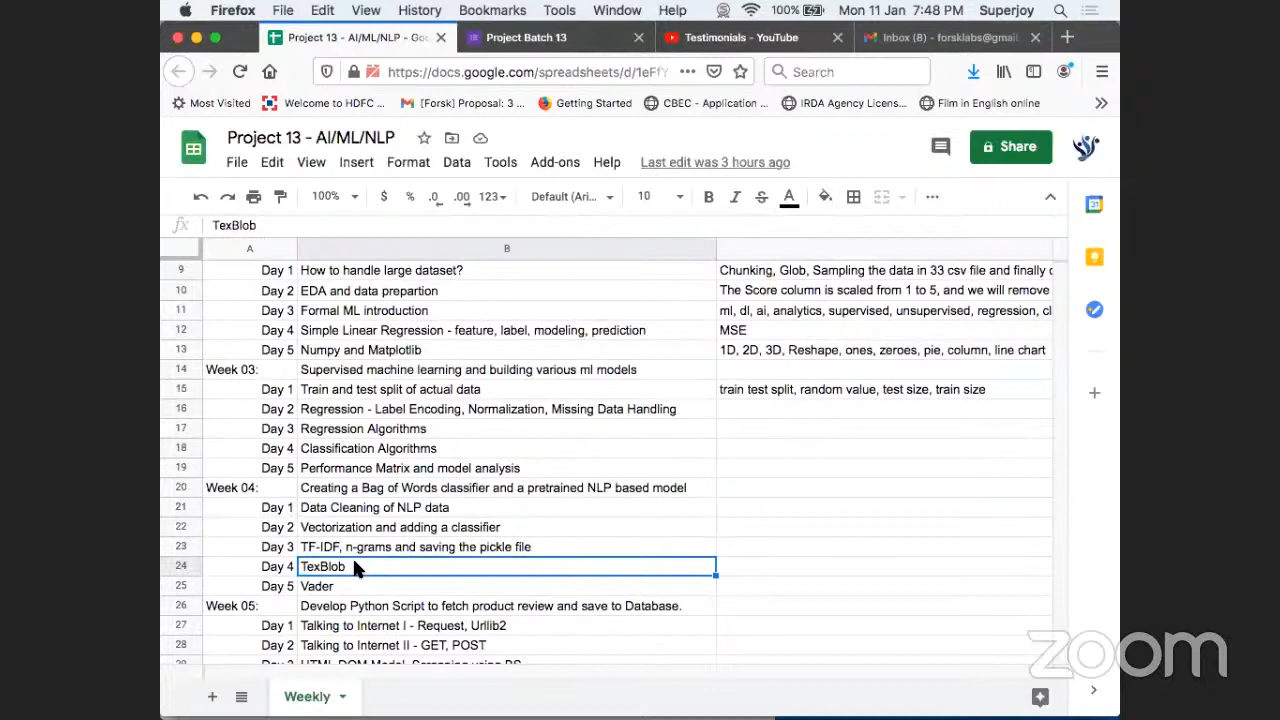 Firefox File Edit View History Bookmarks Tools Window Help 100% Mon 11 Jan 7:48 PM Superjoy
Project 13 - AI/ML/NLP - Goo Project Batch 13 Testimonials - YouTube Inbox (8) - forsklabs@gmail
https://docs.google.com/spreadsheets/d/1eFfY Search
Most Visited Welcome to HDFC ... [Forsk] Proposal: 3 ... Getting Started CBEC - Application ... IRDA Agency Licens... Film in English online
Project 13 - AI/ML/NLP
Share
File Edit View Insert Format Data Tools Add-ons Help Last edit was 3 hours ago
100% $ % .0 .00 123 Default (Ari... 10 B I S A
31
fx TexBlob
A B
9 Day 1 How to handle large dataset? Chunking, Glob, Sampling the data in 33 csv file and finally
10 Day 2 EDA and data prepartion The Score column is scaled from 1 to 5, and we will remove
11 Day 3 Formal ML introduction ml, dl, ai, analytics, supervised, unsupervised, regression, cl
12 Day 4 Simple Linear Regression - feature, label, modeling, prediction MSE
13 Day 5 Numpy and Matplotlib 1D, 2D, 3D, Reshape, ones, zeroes, pie, column, line chart
14 Week 03: Supervised machine learning and building various ml models
15 Day 1 Train and test split of actual data train test split, random value, test size, train size
16 Day 2 Regression - Label Encoding, Normalization, Missing Data Handling
17 Day 3 Regression Algorithms
18 Day 4 Classification Algorithms
19 Day 5 Performance Matrix and model analysis
20 Week 04: Creating a Bag of Words classifier and a pretrained NLP based model
21 Day 1 Data Cleaning of NLP data
22 Day 2 Vectorization and adding a classifier
23 Day 3 TF-IDF, n-grams and saving the pickle file
24 Day 4 TexBlob
25 Day 5 Vader
26 Week 05: Develop Python Script to fetch product review and save to Database.
27 Day 1 Talking to Internet I - Request, Urllib2
28 Day 2 Talking to Internet II - GET, POST
zoom
Weekly